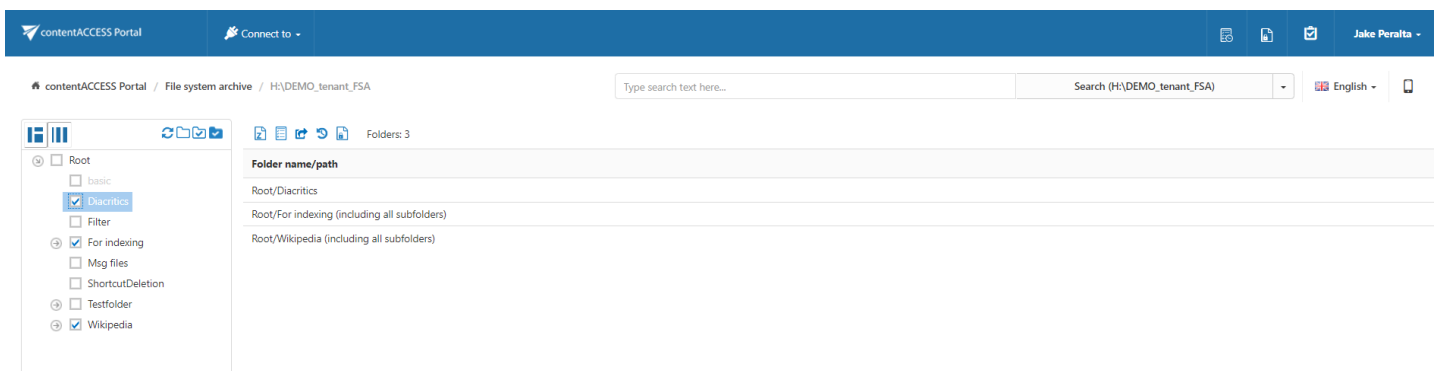 contentACCESS Portal
Connect to
Jake Peralta
contentACCESS Portal / File system archive / H:\DEMO_tenant_FSA
Type search text here...
Search (H:\DEMO_tenant_FSA)
English
Folders: 3
Root
basic
Diacritics
Filter
For indexing
Msg files
ShortcutDeletion
Testfolder
Wikipedia
Folder name/path
Root/Diacritics
Root/For indexing (including all subfolders)
Root/Wikipedia (including all subfolders)